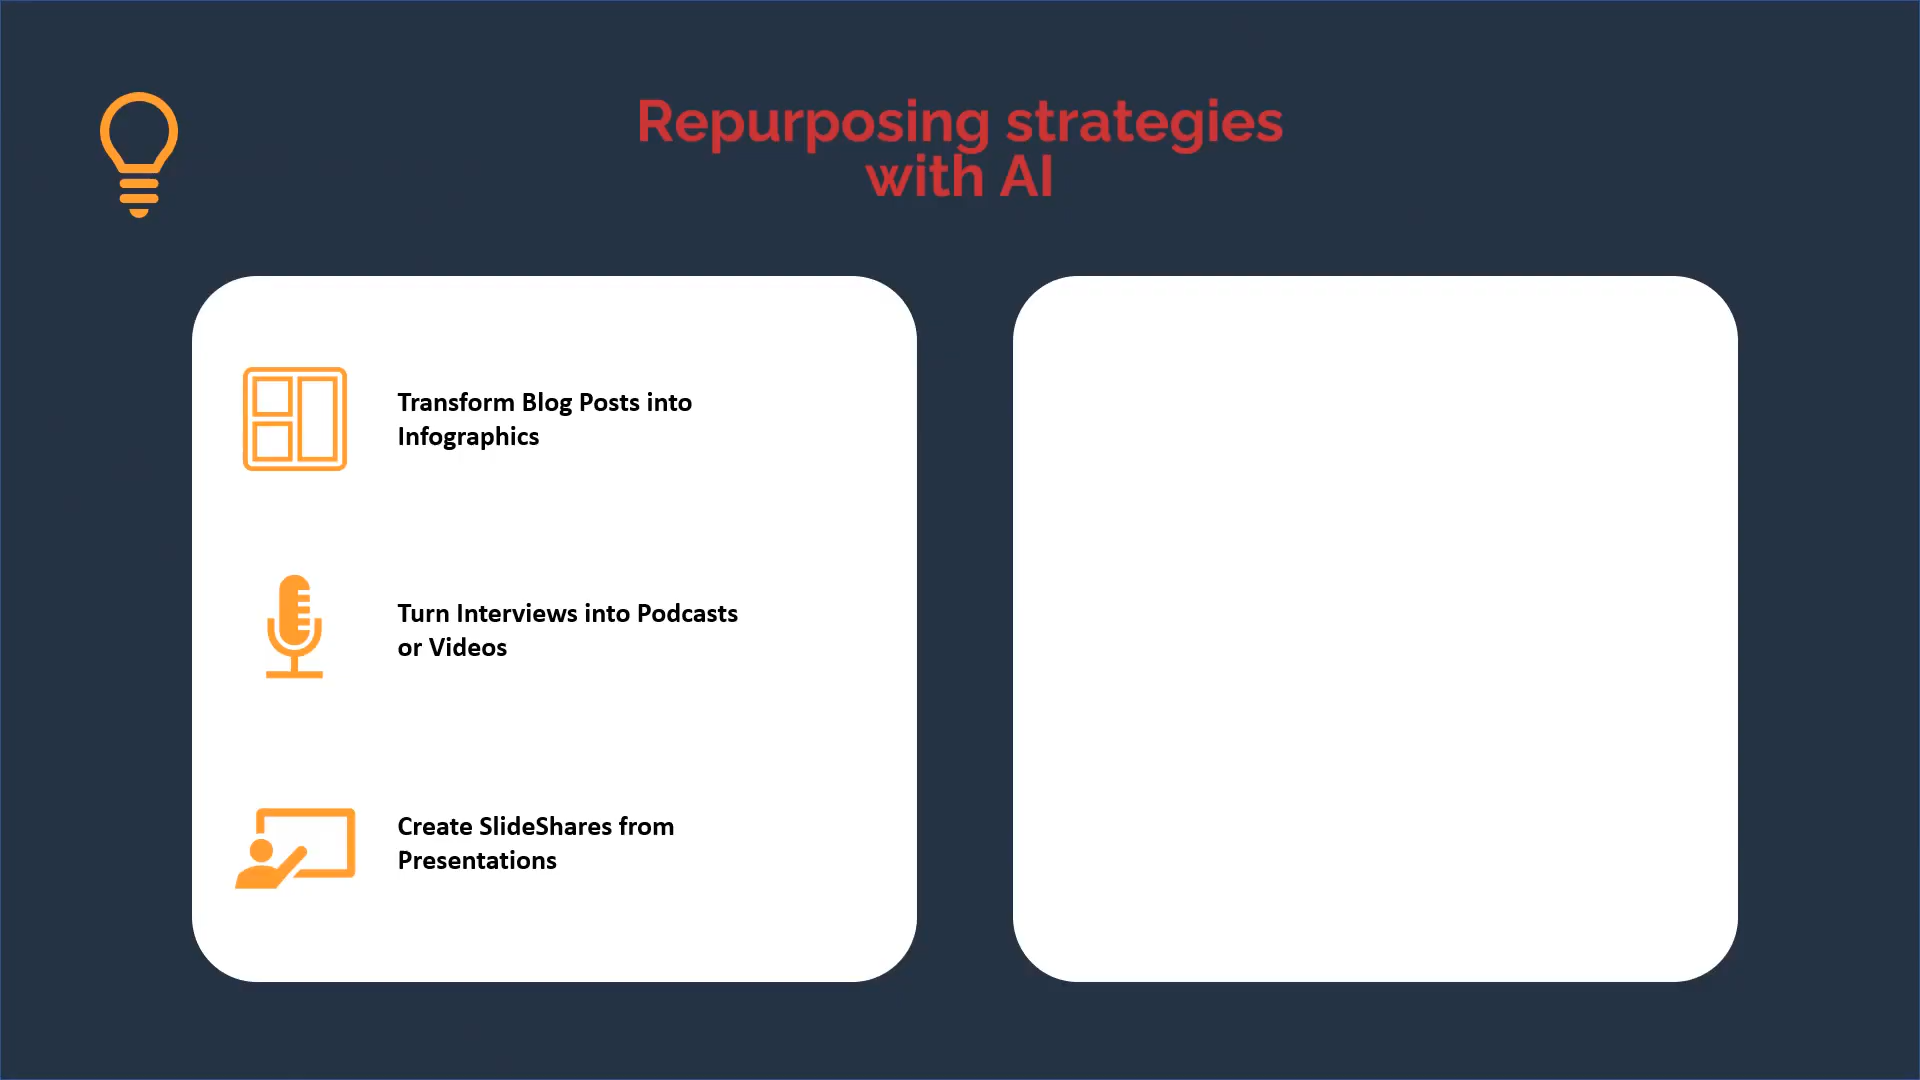 Repurposing strategies
with AI
Transform Blog Posts into
Infographics
Turn Interviews into Podcasts
or Videos
Create SlideShares from
Presentations